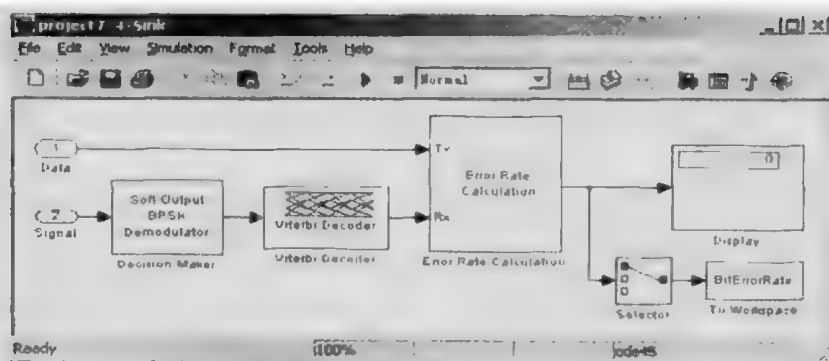 File Edit View Simulation Format Tools Help
Normal
1
Data
Tx
Error Rate
Calculation
0
Display
2
Signal
Soft Output
BPSK
Demodulator
Decision Maker
Viterbi Decoder
Viterbi Decoder
Rx
Error Rate Calculation
Selector
BitErrorRate
To Workspace
Ready
100%
ode45